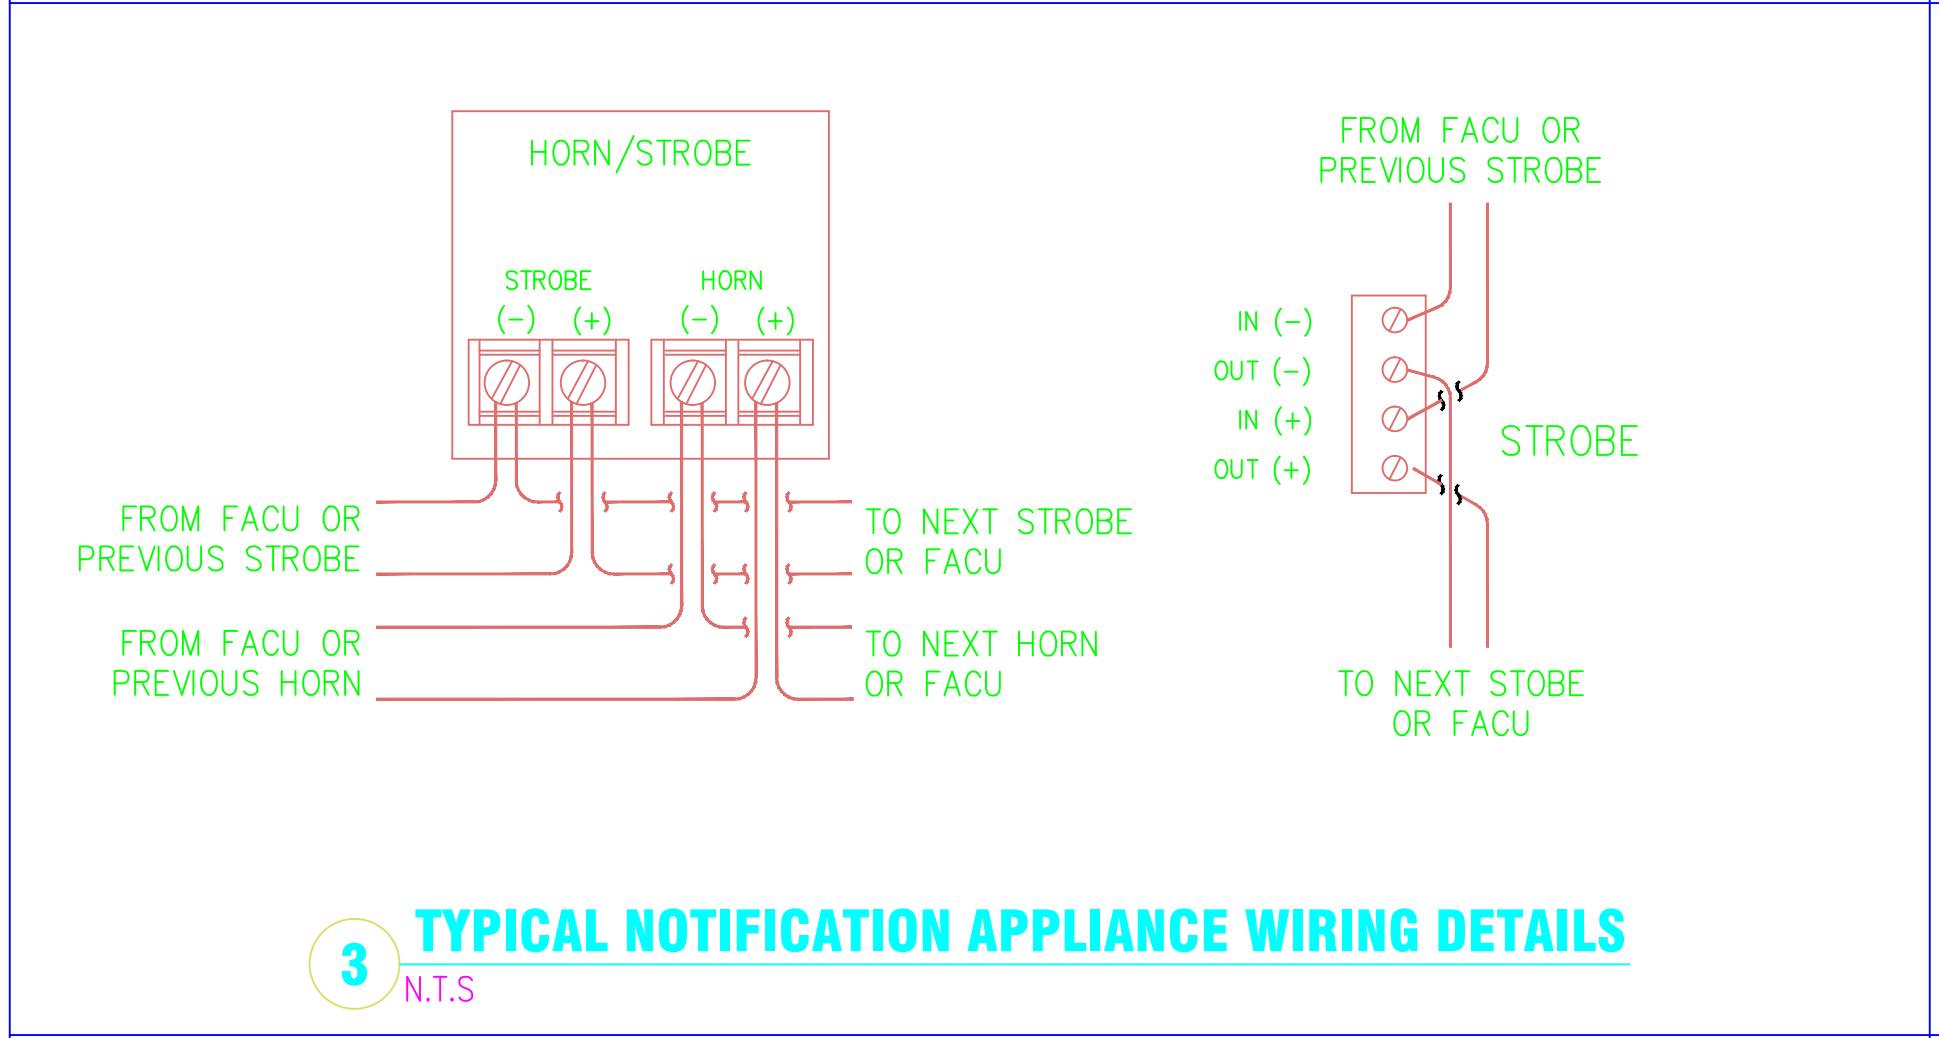 HORN/STROBE
STROBE
HORN
(-)
(+)
(-)
(+)
FROM FACU OR
PREVIOUS STROBE
FROM FACU OR
PREVIOUS HORN
TO NEXT STROBE
OR FACU
TO NEXT HORN
OR FACU
FROM FACU OR
PREVIOUS STROBE
IN (-)
OUT (-)
IN (+)
OUT (+)
STROBE
TO NEXT STOBE
OR FACU
3
TYPICAL NOTIFICATION APPLIANCE WIRING DETAILS
N.T.S